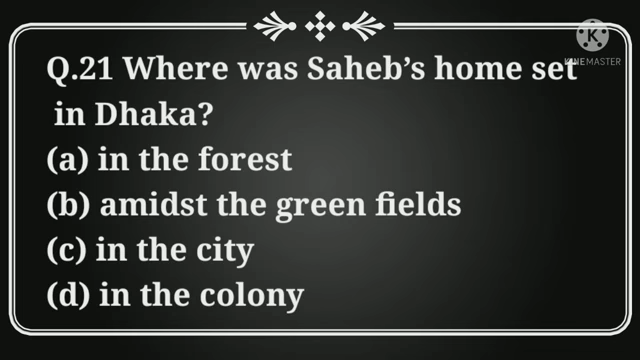 K
KINEMASTER
Q.21 Where was Saheb's home set
in Dhaka?
(a) in the forest
(b) amidst the green fields
(c) in the city
(d) in the colony